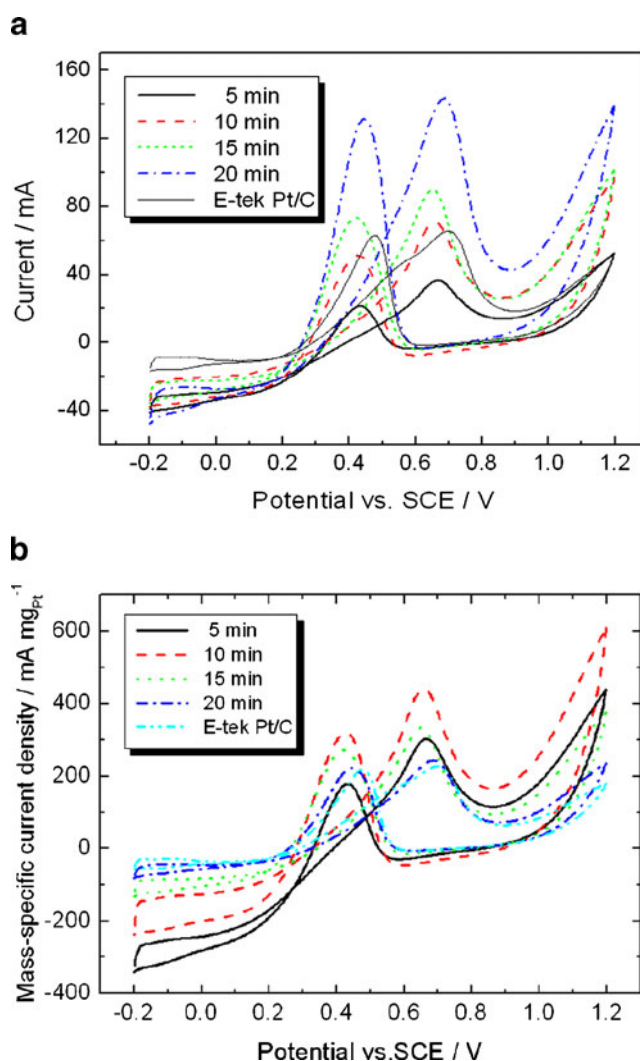 a
160
120
80
40
0
-40
Current / mA
5 min
10 min
15 min
20 min
E-tek Pt/C
-0.2 0.0 0.2 0.4 0.6 0.8 1.0 1.2
Potential vs. SCE / V
b
600
400
200
0
-200
-400
Mass-specific current density / mA mg_Pt^-1
5 min
10 min
15 min
20 min
E-tek Pt/C
-0.2 0.0 0.2 0.4 0.6 0.8 1.0 1.2
Potential vs.SCE / V